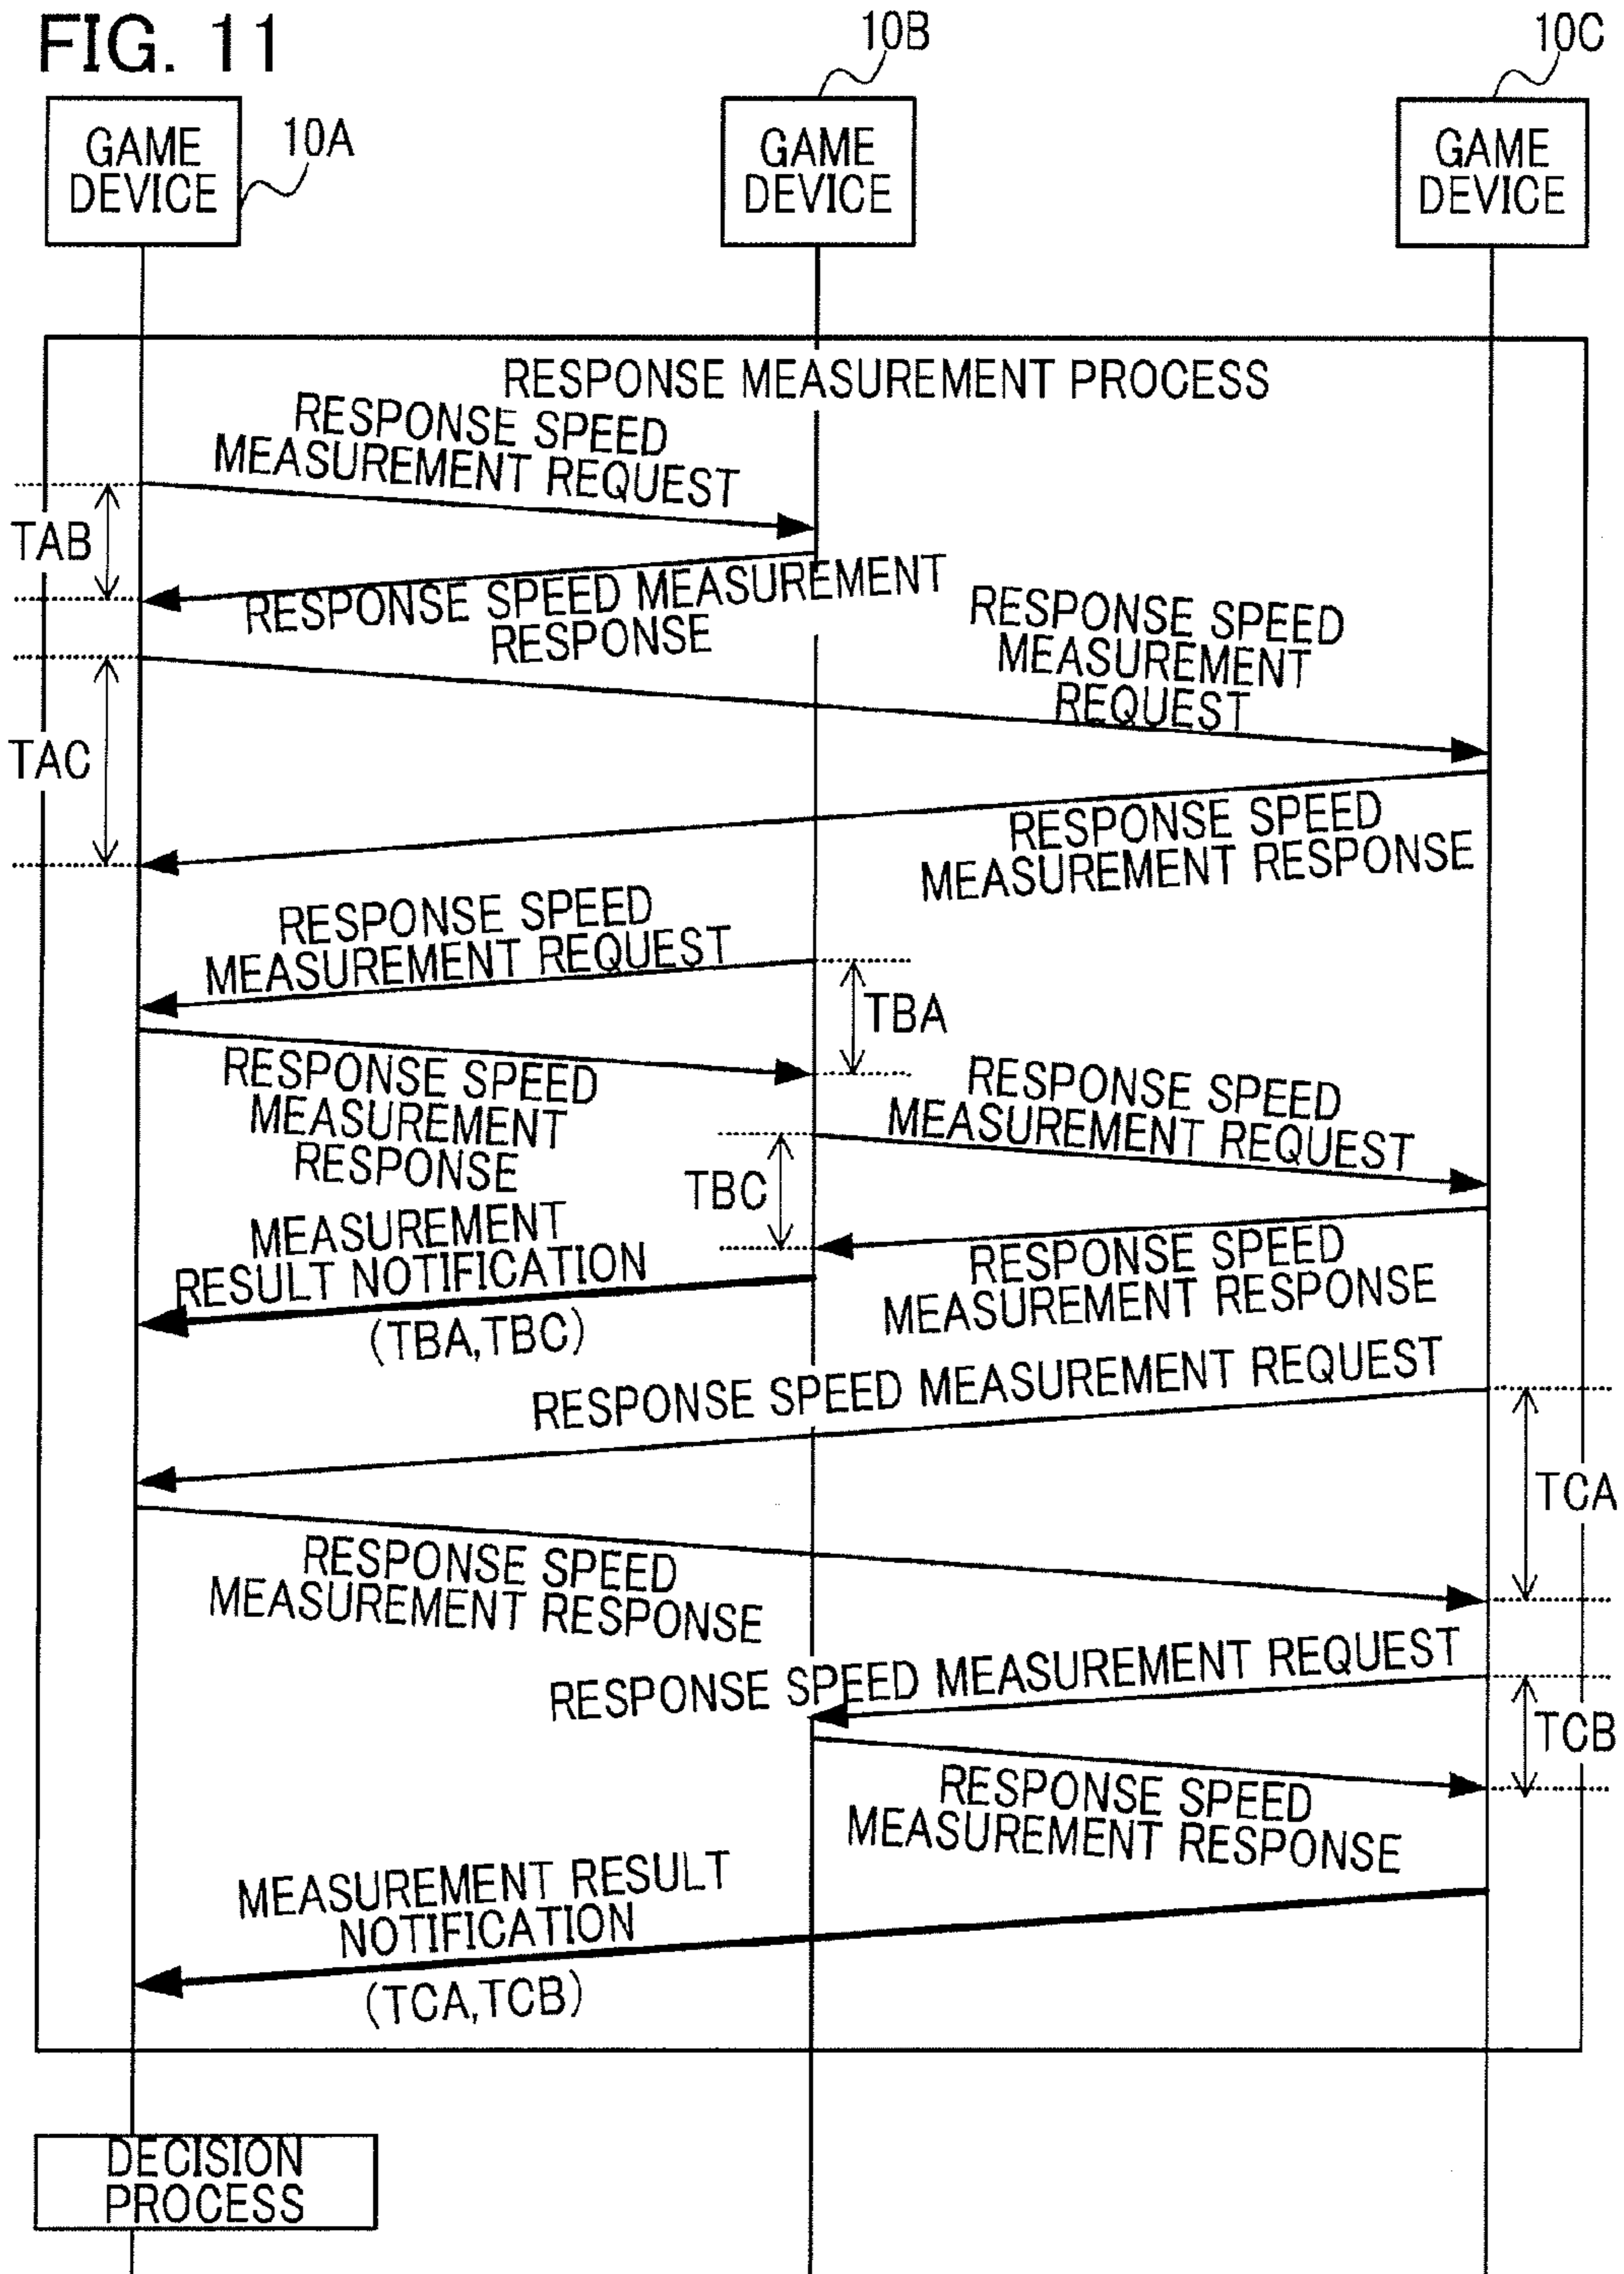 FIG. 11
10B
10C
GAME
DEVICE
10A
GAME
DEVICE
GAME
DEVICE
RESPONSE MEASUREMENT PROCESS
RESPONSE SPEED
MEASUREMENT REQUEST
TAB
RESPONSE SPEED MEASUREMENT
RESPONSE
RESPONSE SPEED
MEASUREMENT
REQUEST
TAC
RESPONSE SPEED
MEASUREMENT RESPONSE
RESPONSE SPEED
MEASUREMENT REQUEST
TBA
RESPONSE SPEED
MEASUREMENT
RESPONSE
RESPONSE SPEED
MEASUREMENT REQUEST
TBC
MEASUREMENT
RESULT NOTIFICATION
(TBA,TBC)
RESPONSE SPEED
MEASUREMENT RESPONSE
RESPONSE SPEED MEASUREMENT REQUEST
TCA
RESPONSE SPEED
MEASUREMENT RESPONSE
RESPONSE SPEED MEASUREMENT REQUEST
TCB
RESPONSE SPEED
MEASUREMENT RESPONSE
MEASUREMENT RESULT
NOTIFICATION
(TCA,TCB)
DECISION
PROCESS